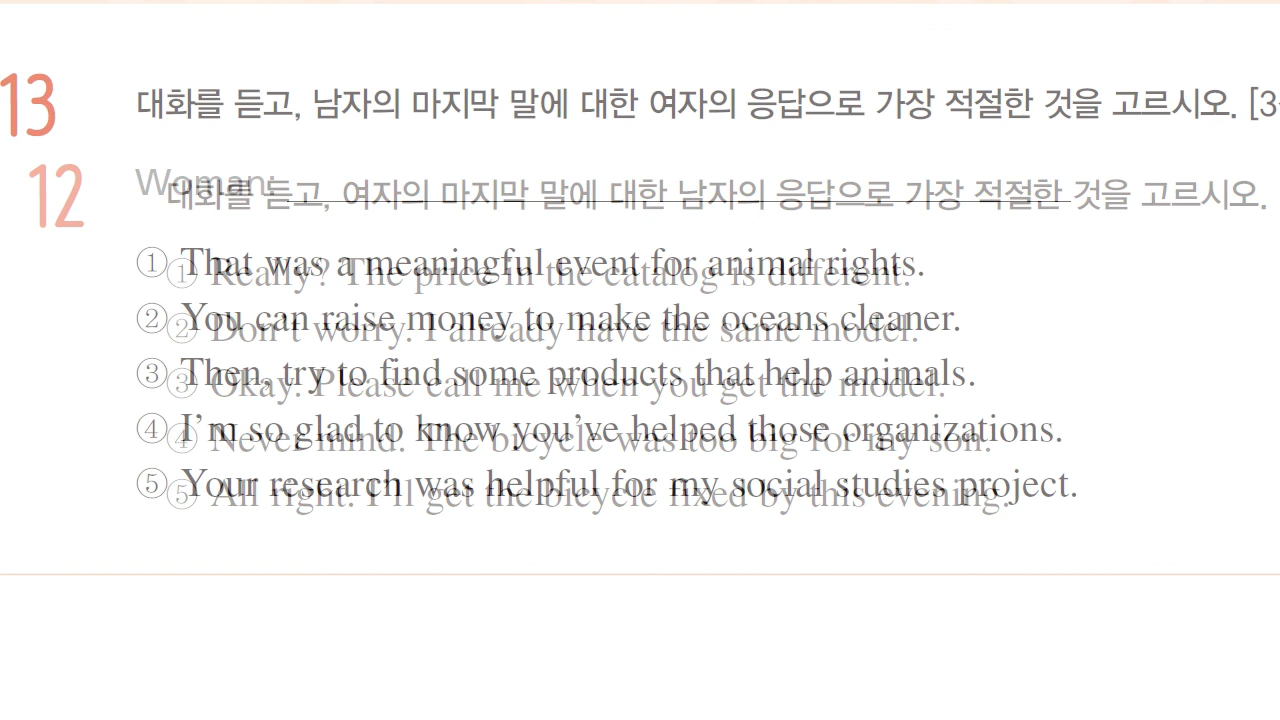 13 대화를 듣고, 남자의 마지막 말에 대한 여자의 응답으로 가장 적절한 것을 고르시오. [3
Woman:
① That was a meaningful event for animal rights.
② You can raise money to make the oceans cleaner.
③ Then, try to find some products that help animals.
④ I’m so glad to know you’ve helped those organizations.
⑤ Your research was helpful for my social studies project.
12 대화를 듣고, 여자의 마지막 말에 대한 남자의 응답으로 가장 적절한 것을 고르시오.
① Really? The price in the catalog is different.
② Don’t worry. I already have the same model.
③ Okay. Please call me when you get the model.
④ Never mind. The bicycle was too big for my son.
⑤ All right. I’ll get the bicycle fixed by this evening.